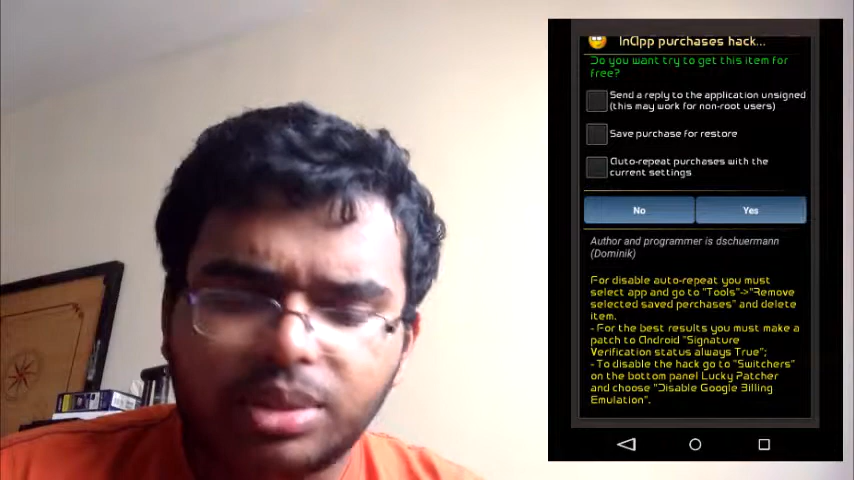 InApp purchases hack...
Do you want try to get this item for
free?
Send a reply to the application unsigned
(this may work for non-root users)
Save purchase for restore
Auto-repeat purchases with the
current settings
No
Yes
Author and programmer is dschuermann
(Dominik)
For disable auto-repeat you must
select app and go to "Tools"->"Remove
selected saved perchases" and delete
item.
- For the best results you must make a
patch to Android "Signature
Verification status always True";
- To disable the hack go to "Switchers"
on the bottom panel Lucky Patcher
and choose "Disable Google Billing
Emulation".